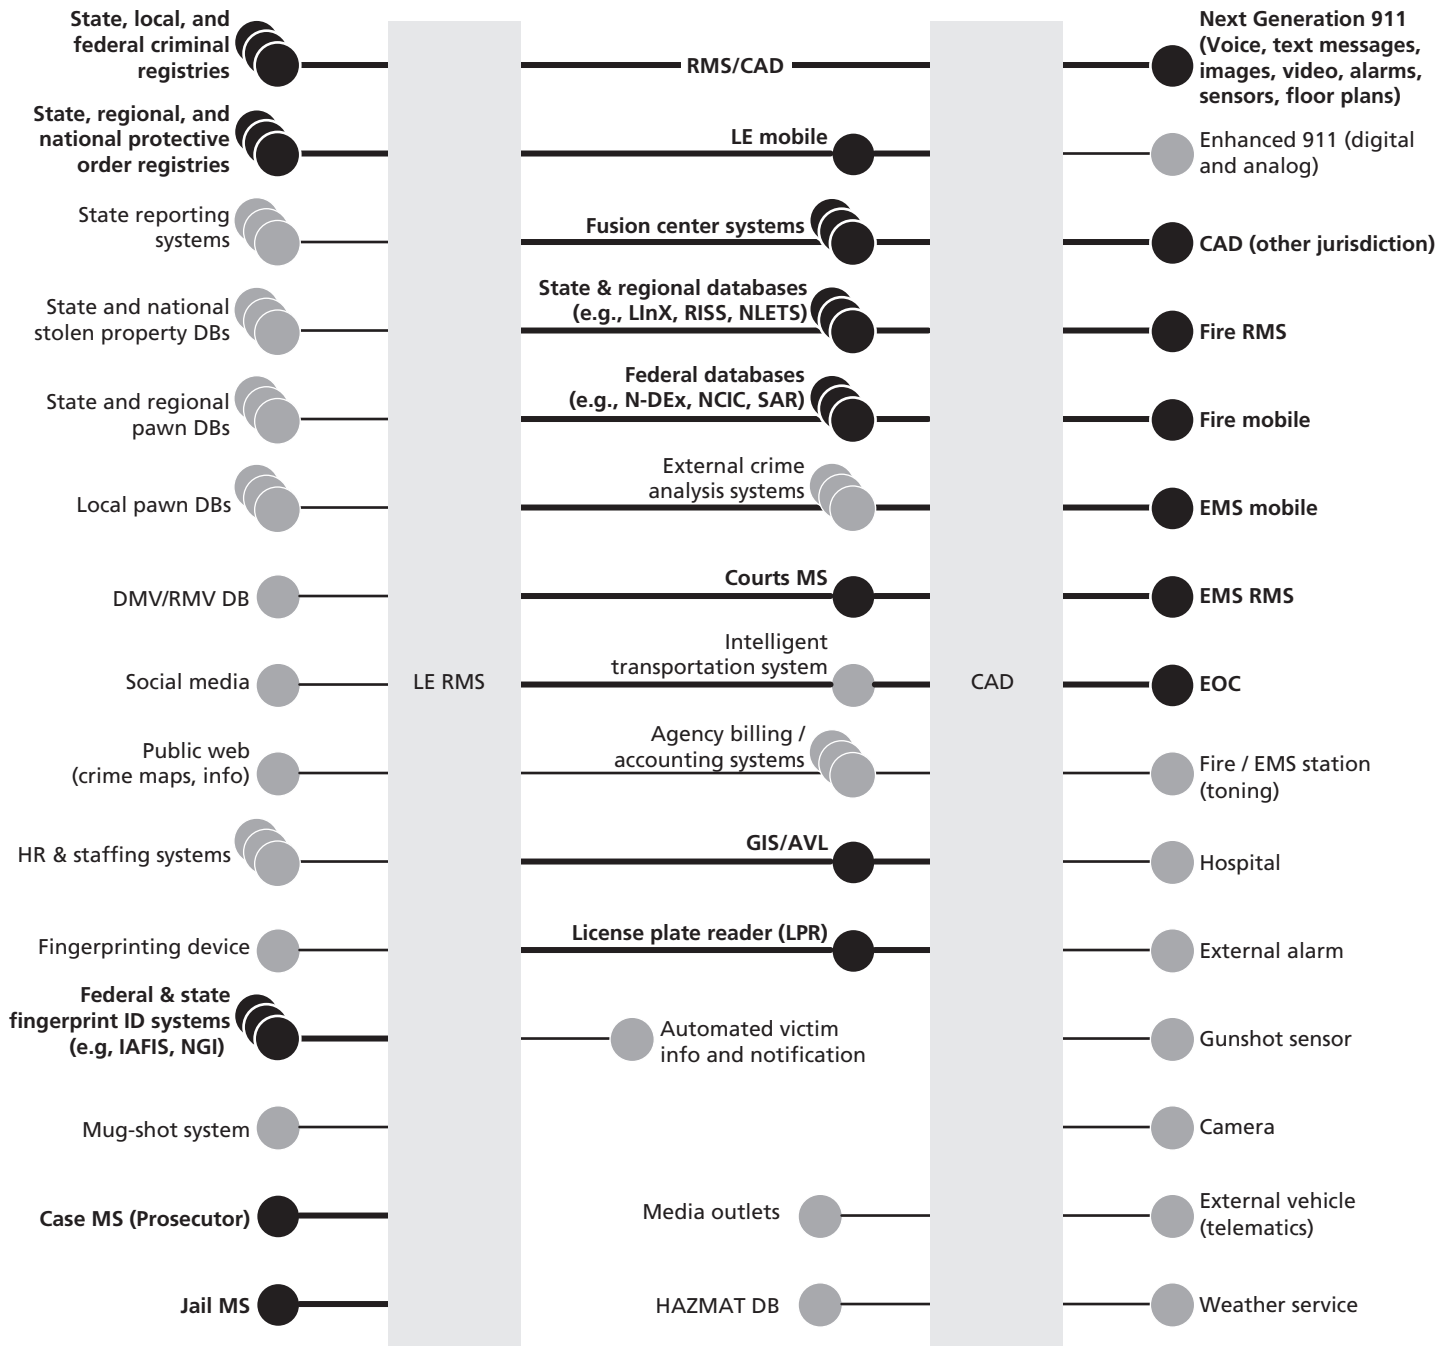 State, local, and
federal criminal
registries
State, regional, and
national protective
order registries
State reporting
systems
State and national
stolen property DBs
State and regional
pawn DBs
Local pawn DBs
DMV/RMV DB
Social media
Public web
(crime maps, info)
HR & staffing systems
Fingerprinting device
Federal & state
fingerprint ID systems
(e.g, IAFIS, NGI)
Mug-shot system
Case MS (Prosecutor)
Jail MS
LE RMS
RMS/CAD
LE mobile
Fusion center systems
State & regional databases
(e.g., LInX, RISS, NLETS)
Federal databases
(e.g., N-DEx, NCIC, SAR)
External crime
analysis systems
Courts MS
Intelligent
transportation system
Agency billing /
accounting systems
GIS/AVL
License plate reader (LPR)
Automated victim
info and notification
Media outlets
HAZMAT DB
CAD
Next Generation 911
(Voice, text messages,
images, video, alarms,
sensors, floor plans)
Enhanced 911 (digital
and analog)
CAD (other jurisdiction)
Fire RMS
Fire mobile
EMS mobile
EMS RMS
EOC
Fire / EMS station
(toning)
Hospital
External alarm
Gunshot sensor
Camera
External vehicle
(telematics)
Weather service